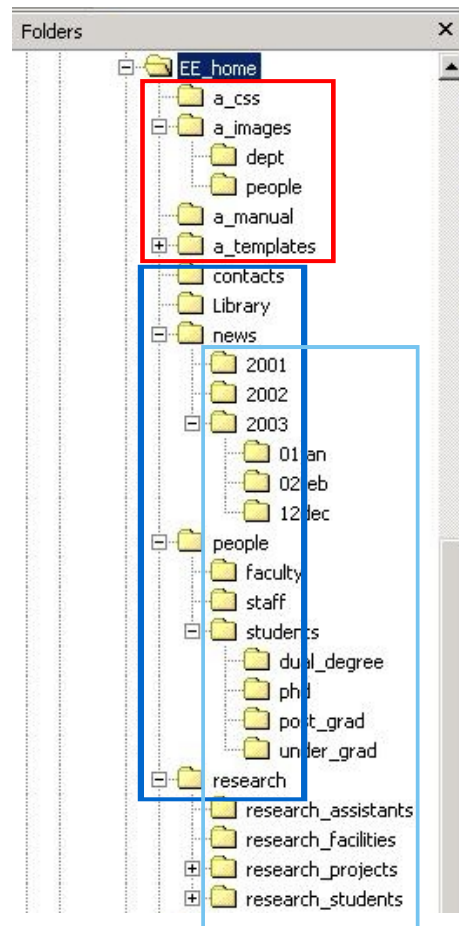 Folders
EE_home
a_css
a_images
dept
people
a_manual
a_templates
contacts
Library
news
2001
2002
2003
01jan
02feb
12dec
people
faculty
staff
students
dual_degree
phd
post_grad
under_grad
research
research_assistants
research_facilities
research_projects
research_students